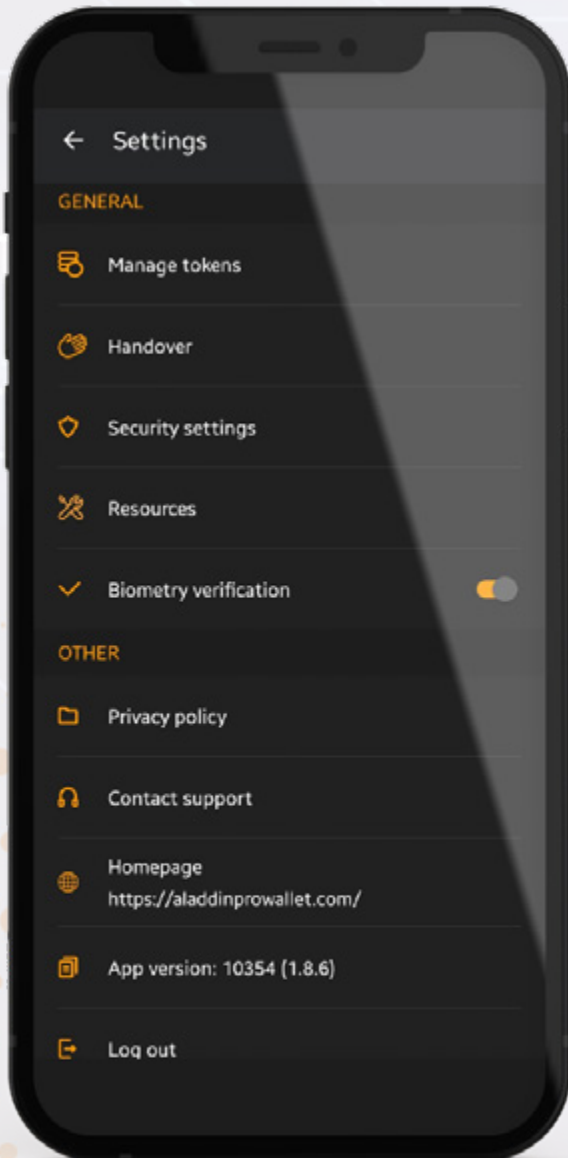 Settings
GENERAL
Manage tokens
Handover
Security settings
Resources
Biometry verification
OTHER
Privacy policy
Contact support
Homepage
https://aladdinprowallet.com/
App version: 10354 (1.8.6)
Log out